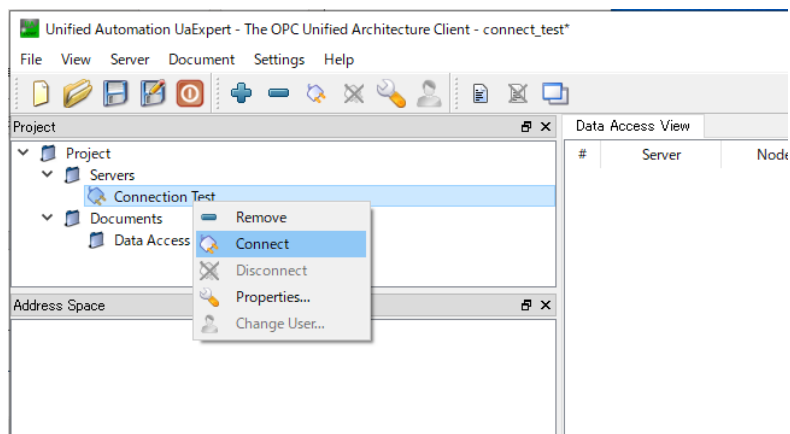 Unified Automation UaExpert - The OPC Unified Architecture Client - connect_test*
File View Server Document Settings Help
Project
Data Access View
Project
Servers
Connection Test
Documents
Data Access
# Server Node
Remove
Connect
Disconnect
Properties...
Change User...
Address Space